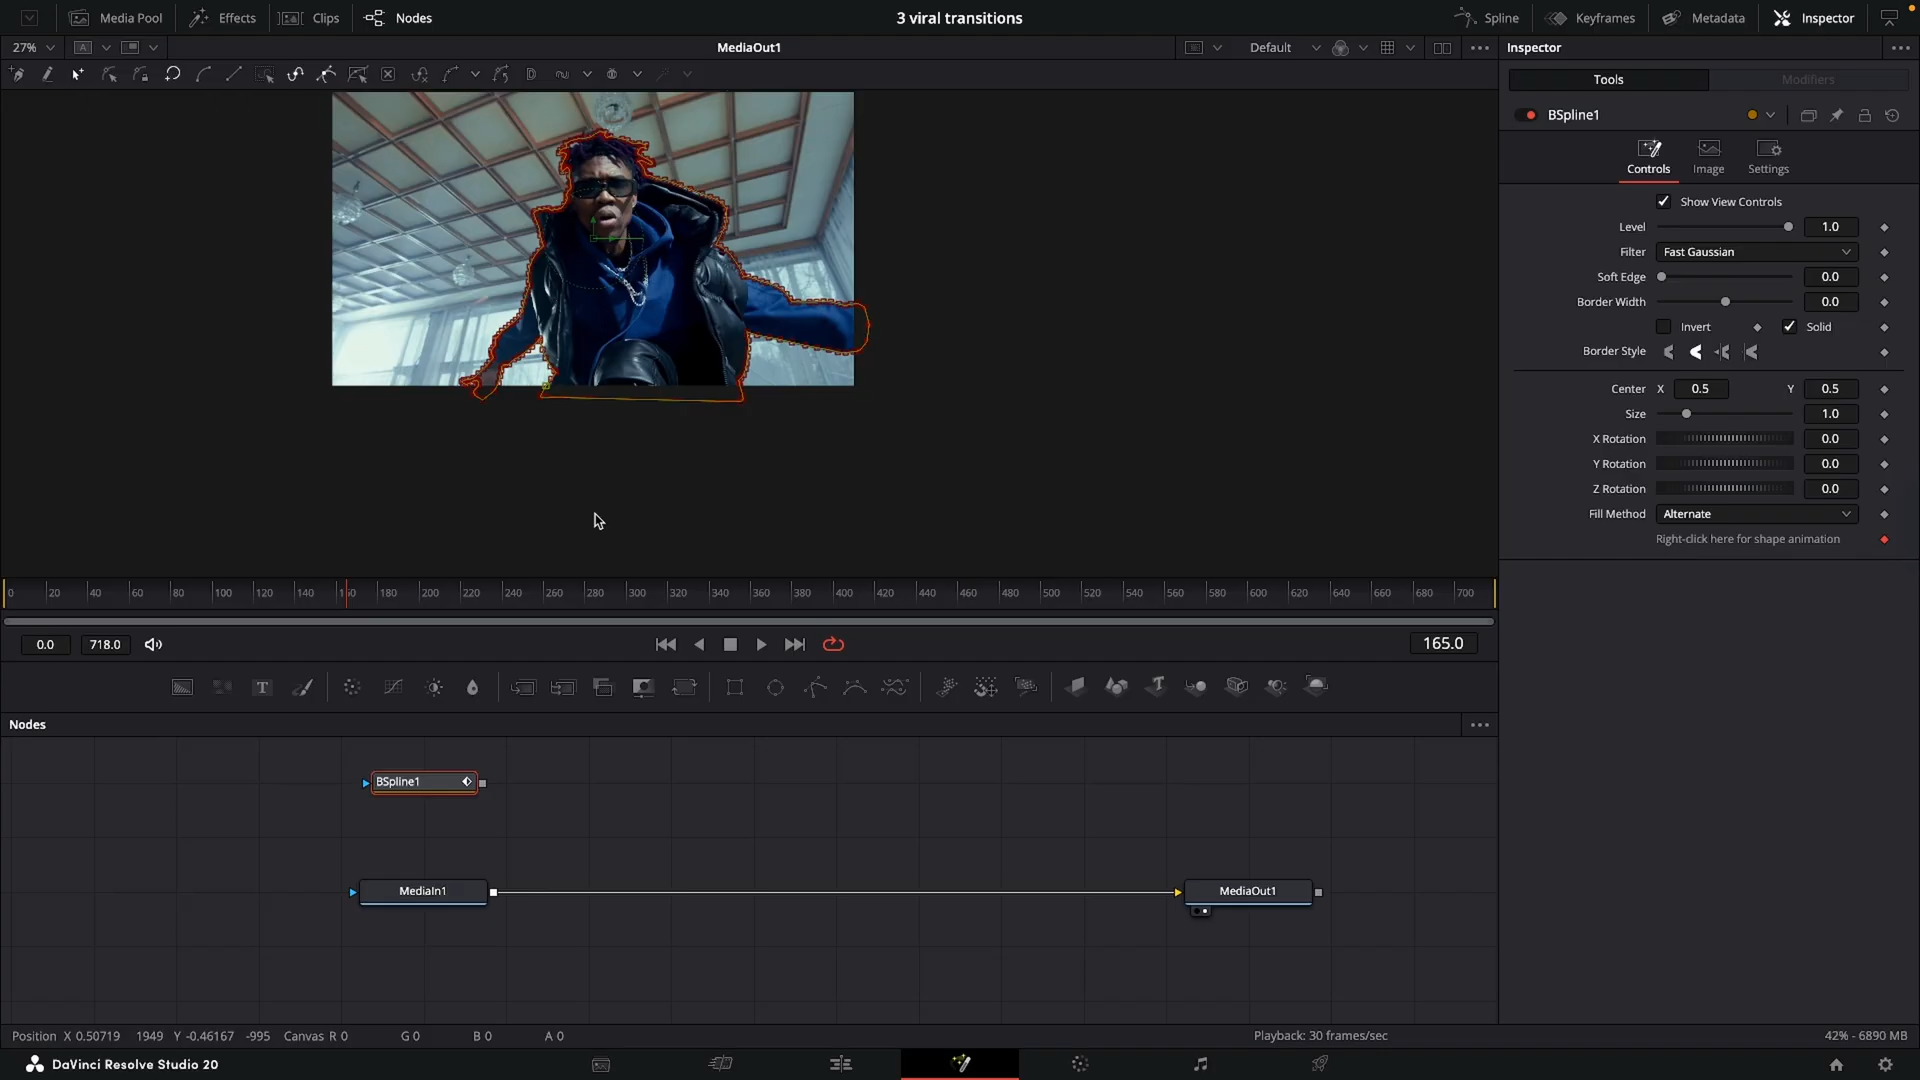 Media Pool Effects Clips Nodes 3 viral transitions Spline Keyframes Metadata Inspector
27% A MediaOut1 Default Inspector
Tools Modifiers
BSpline1
Controls Image Settings
Show View Controls
Level 1.0
Filter Fast Gaussian
Soft Edge 0.0
Border Width 0.0
Invert Solid
Border Style
Center X 0.5 Y 0.5
Size 1.0
X Rotation 0.0
Y Rotation 0.0
Z Rotation 0.0
Fill Method Alternate
Right-click here for shape animation
0 20 40 60 80 100 120 140 160 180 200 220 240 260 280 300 320 340 360 380 400 420 440 460 480 500 520 540 560 580 600 620 640 660 680 700
0.0 718.0 165.0
T T
Nodes
BSpline1
MediaIn1 MediaOut1
Position X 0.50719 1949 Y -0.46167 -995 Canvas R 0 G 0 B 0 A 0 Playback: 30 frames/sec 42% - 6890 MB
DaVinci Resolve Studio 20